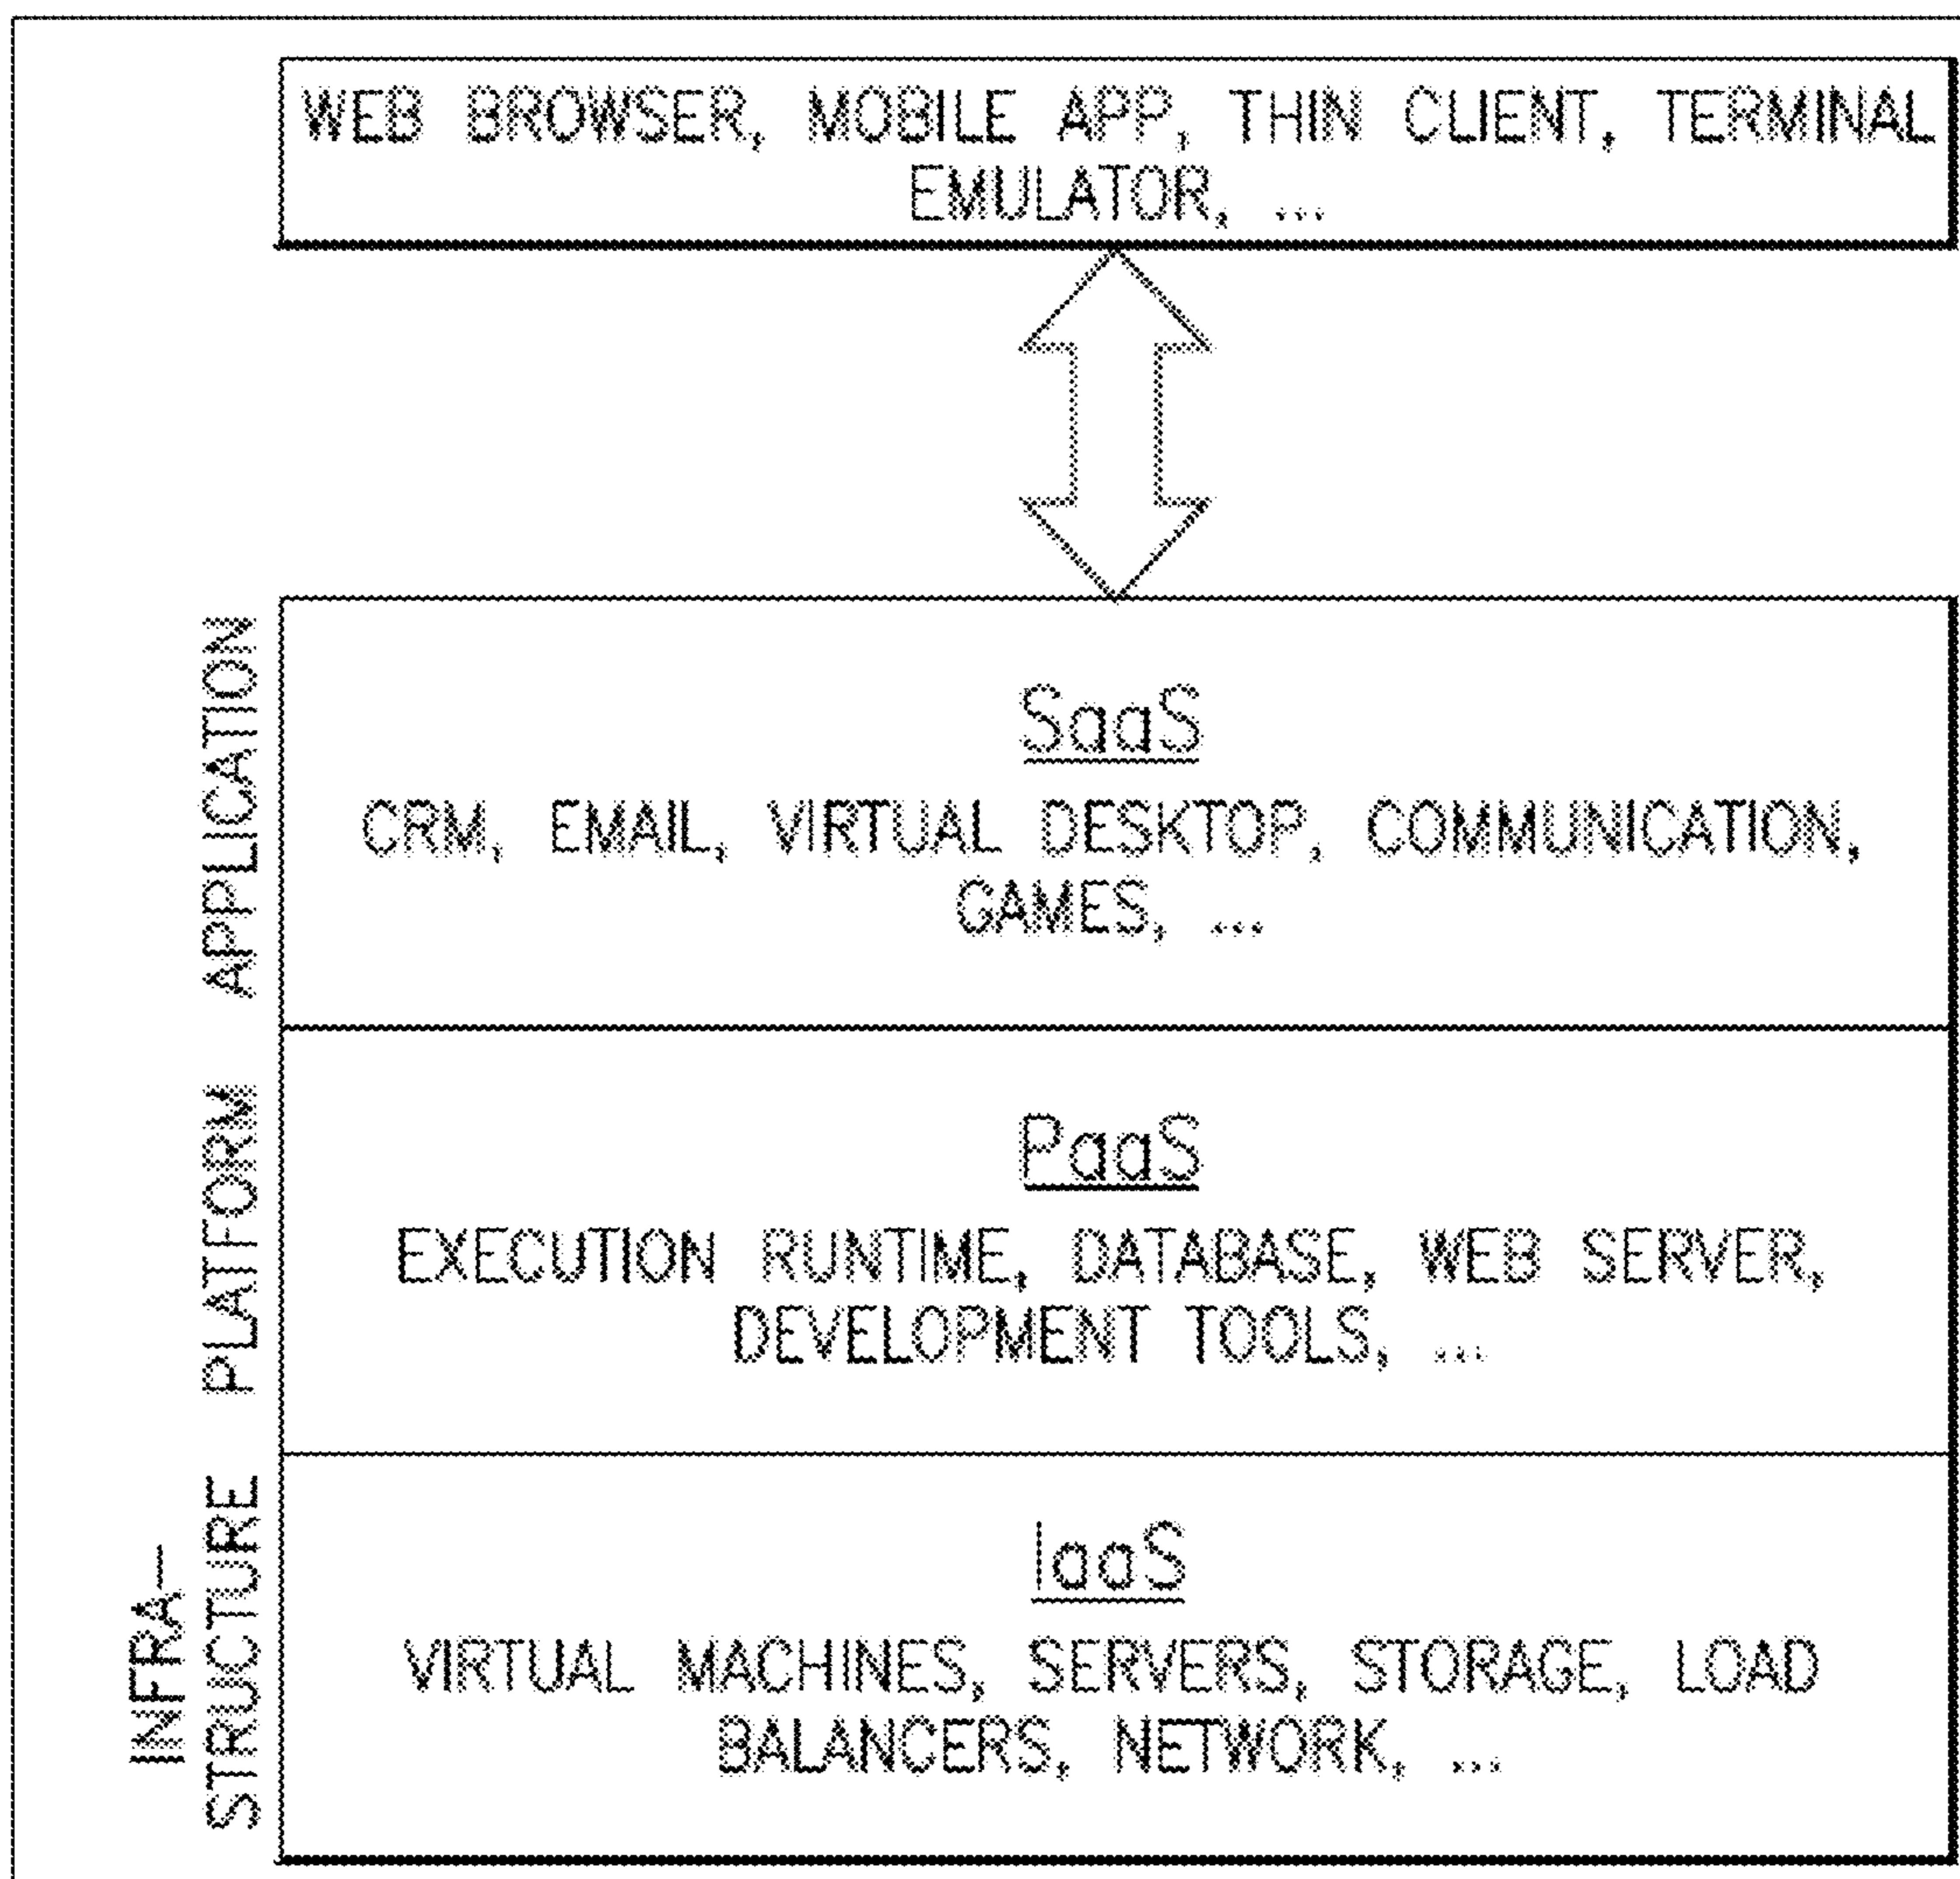 WEB BROWSER, MOBILE APP, THIN CLIENT, TERMINAL
EMULATOR, ...
APPLICATION
SaaS
CRM, EMAIL, VIRTUAL DESKTOP, COMMUNICATION,
GAMES, ...
PLATFORM
PaaS
EXECUTION RUNTIME, DATABASE, WEB SERVER,
DEVELOPMENT TOOLS, ...
INFRA–
STRUCTURE
IaaS
VIRTUAL MACHINES, SERVERS, STORAGE, LOAD
BALANCERS, NETWORK, ...